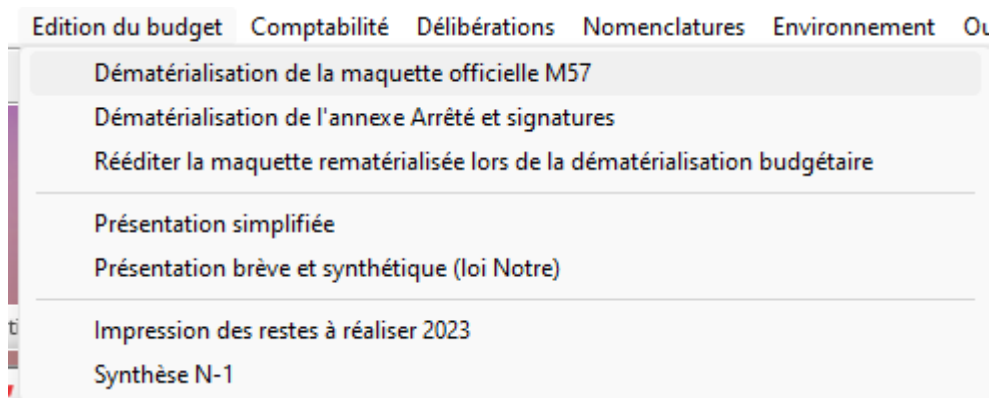 Edition du budget Comptabilité Délibérations Nomenclatures Environnement
Dématérialisation de la maquette officielle M57
Dématérialisation de l'annexe Arrêté et signatures
Rééditer la maquette rematérialisée lors de la dématérialisation budgétaire
Présentation simplifiée
Présentation brève et synthétique (loi Notre)
Impression des restes à réaliser 2023
Synthèse N-1